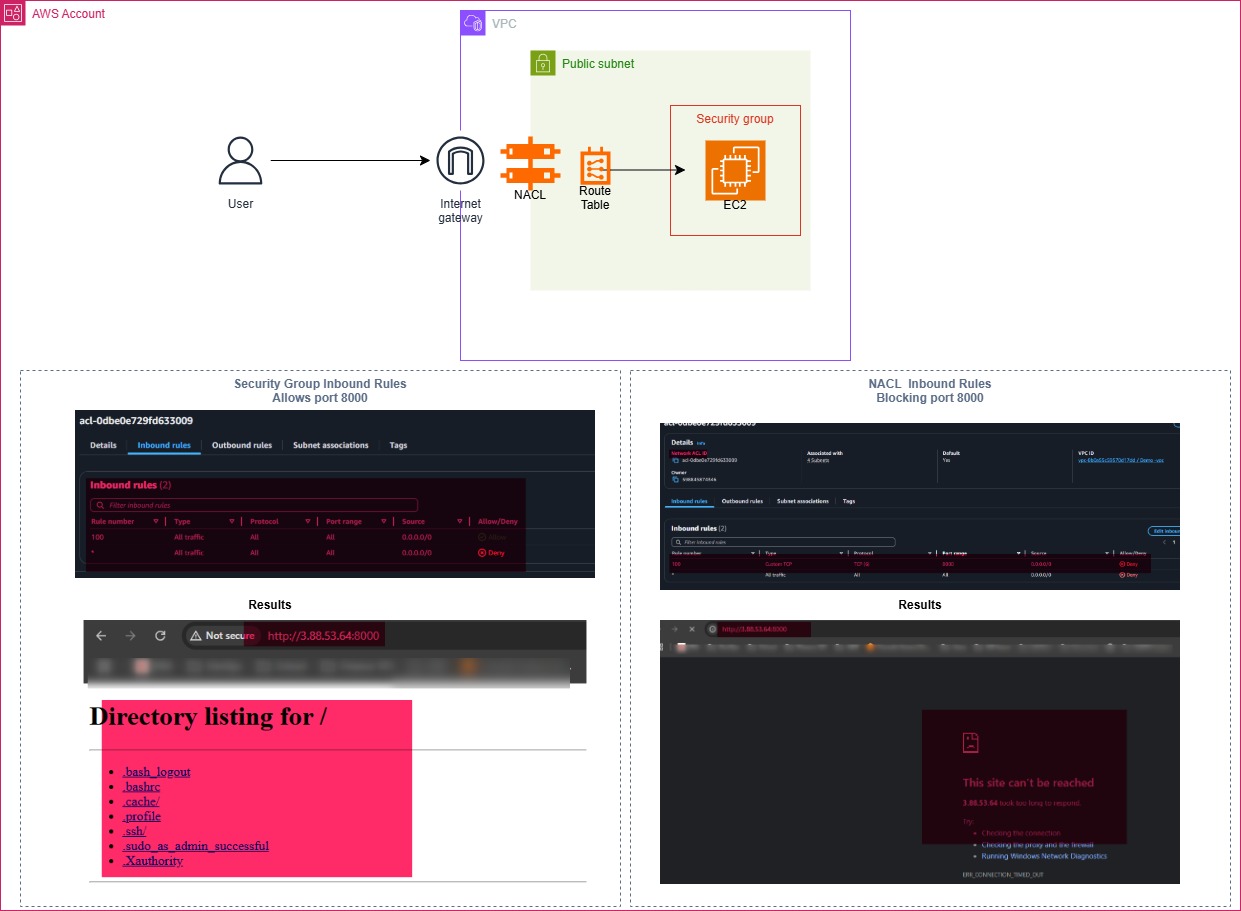 AWS Account
VPC
Public subnet
Security group
User
Internet
gateway
NACL
Route
Table
EC2
Security Group Inbound Rules
Allows port 8000
acl-0dbe0e729fd633009
Details Inbound rules Outbound rules Subnet associations Tags
Inbound rules (2)
Filter inbound rules
Rule number Type Protocol Port range Source Allow/Deny
100 All traffic All All 0.0.0.0/0 Allow
* All traffic All All 0.0.0.0/0 Deny
Results
Not secure http://3.88.53.64:8000
Directory listing for /
.bash_logout
.bashrc
.cache/
.profile
.ssh/
.sudo_as_admin_successful
.Xauthority
NACL Inbound Rules
Blocking port 8000
acl-0dbe0e729fd633009
Details Info
Network ACL ID
acl-0dbe0e729fd633009
Associated with
4 Subnets
Default
Yes
VPC ID
Owner
Inbound rules Outbound rules Subnet associations Tags
Inbound rules (2)
Edit inbou
Filter inbound rules
1
Rule number Type Protocol Port range Source Allow/Deny
100 Custom TCP TCP (6) 8000 0.0.0.0/0 Deny
* All traffic All All 0.0.0.0/0 Deny
Results
http://3.88.53.64:8000
This site can't be reached
3.88.53.64 took too long to respond.
Try:
Checking the connection
Checking the proxy and the firewall
Running Windows Network Diagnostics
ERR_CONNECTION_TIMED_OUT